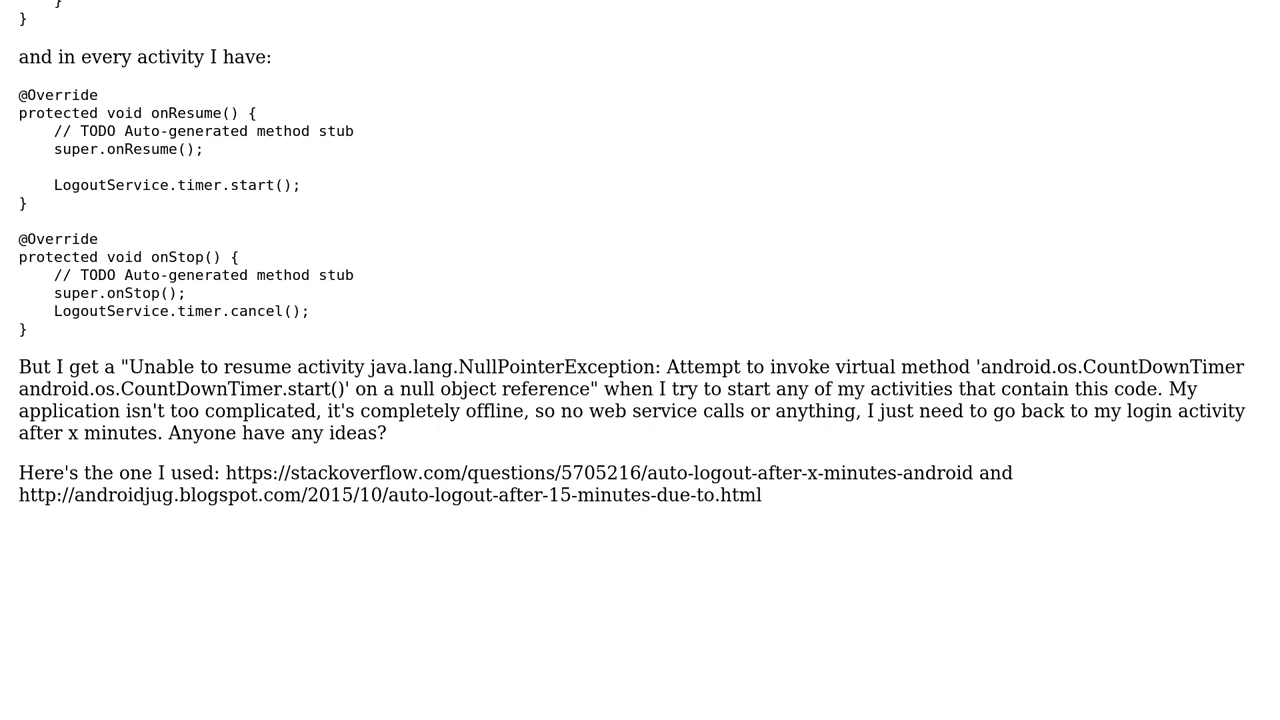 }
}
and in every activity I have:
@Override
protected void onResume() {
    // TODO Auto-generated method stub
    super.onResume();
    LogoutService.timer.start();
}
@Override
protected void onStop() {
    // TODO Auto-generated method stub
    super.onStop();
    LogoutService.timer.cancel();
}
But I get a "Unable to resume activity java.lang.NullPointerException: Attempt to invoke virtual method 'android.os.CountDownTimer
android.os.CountDownTimer.start()' on a null object reference" when I try to start any of my activities that contain this code. My
application isn't too complicated, it's completely offline, so no web service calls or anything, I just need to go back to my login activity
after x minutes. Anyone have any ideas?
Here's the one I used: https://stackoverflow.com/questions/5705216/auto-logout-after-x-minutes-android and
http://androidjug.blogspot.com/2015/10/auto-logout-after-15-minutes-due-to.html